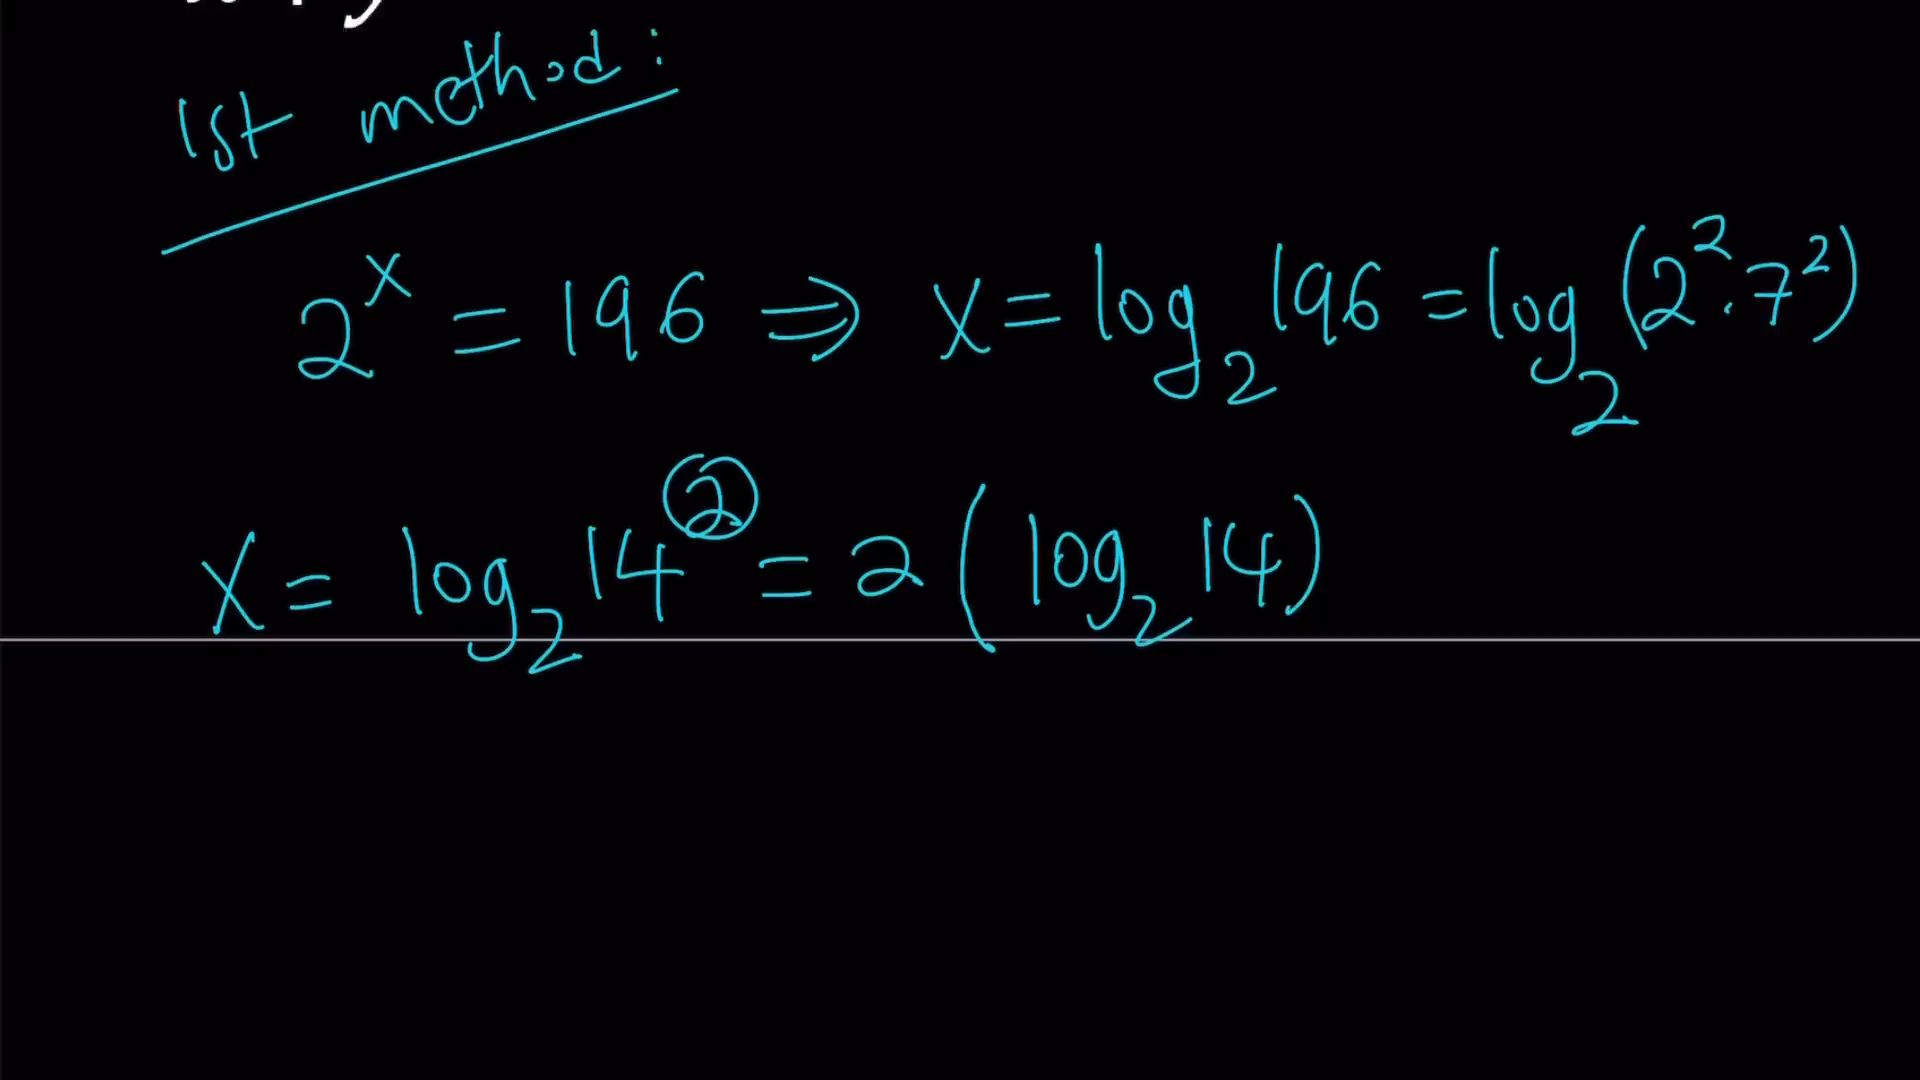 1st method:
2^x = 196 ⇒ x = log_2 196 = log_2 (2^2 · 7^2)
x = log_2 14^2 = 2 (log_2 14)